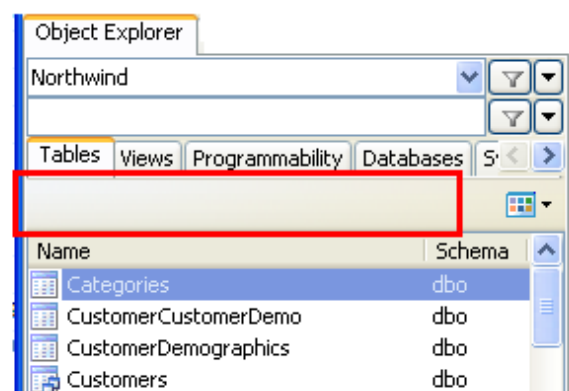 Object Explorer
Northwind
Tables Views Programmability Databases S
Name Schema
Categories dbo
CustomerCustomerDemo dbo
CustomerDemographics dbo
Customers dbo